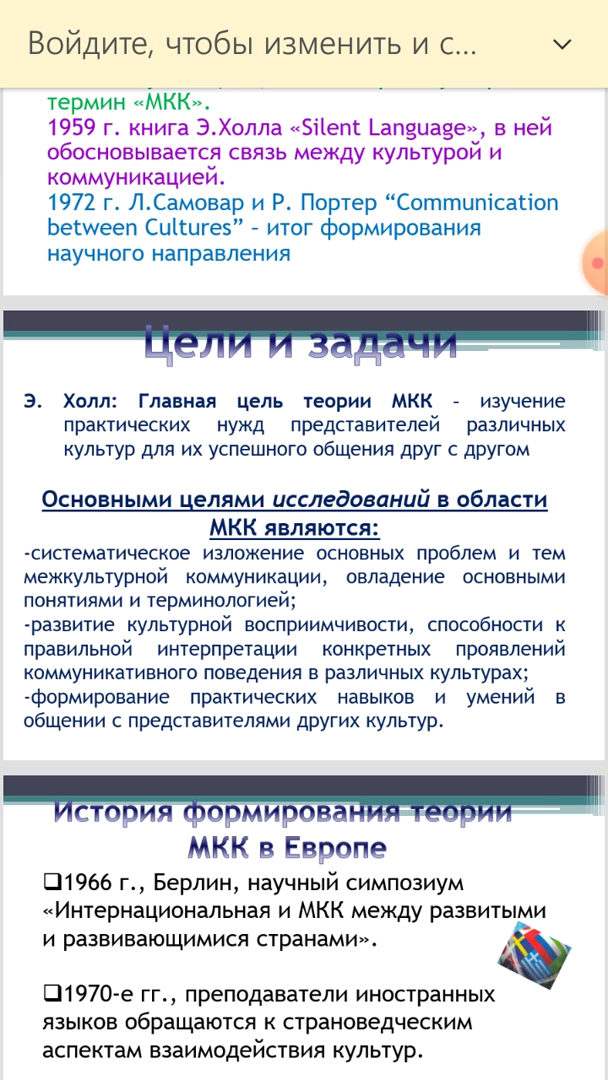 Войдите, чтобы изменить и с...
термин «МКК».
1959 г. книга Э.Холла «Silent Language», в ней
обосновывается связь между культурой и
коммуникацией.
1972 г. Л.Самовар и Р. Портер “Communication
between Cultures” – итог формирования
научного направления
Цели и задачи
Э. Холл: Главная цель теории МКК – изучение
практических нужд представителей различных
культур для их успешного общения друг с другом
Основными целями исследований в области
МКК являются:
-систематическое изложение основных проблем и тем
межкультурной коммуникации, овладение основными
понятиями и терминологией;
-развитие культурной восприимчивости, способности к
правильной интерпретации конкретных проявлений
коммуникативного поведения в различных культурах;
-формирование практических навыков и умений в
общении с представителями других культур.
История формирования теории
МКК в Европе
❑1966 г., Берлин, научный симпозиум
«Интернациональная и МКК между развитыми
и развивающимися странами».
❑1970-е гг., преподаватели иностранных
языков обращаются к страноведческим
аспектам взаимодействия культур.